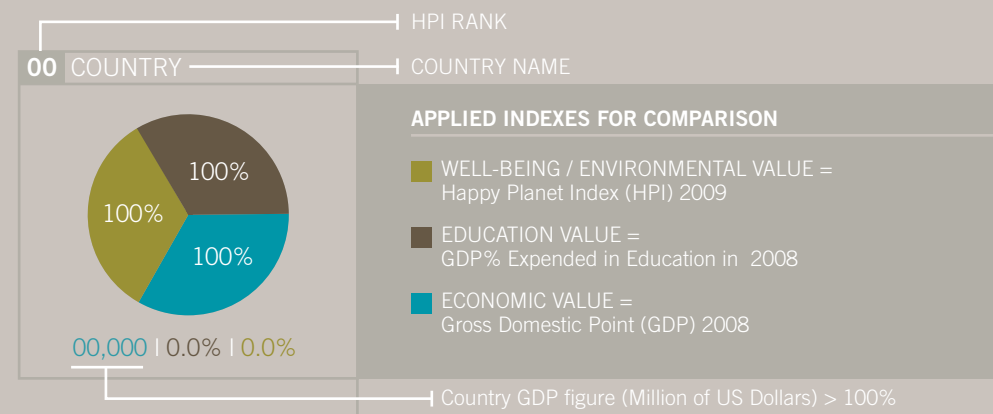 HPI RANK
00 COUNTRY
COUNTRY NAME
APPLIED INDEXES FOR COMPARISON
100%
100%
100%
WELL-BEING / ENVIRONMENTAL VALUE =
Happy Planet Index (HPI) 2009
EDUCATION VALUE =
GDP% Expended in Education in 2008
ECONOMIC VALUE =
Gross Domestic Point (GDP) 2008
00,000 | 0.0% | 0.0%
Country GDP figure (Million of US Dollars) > 100%